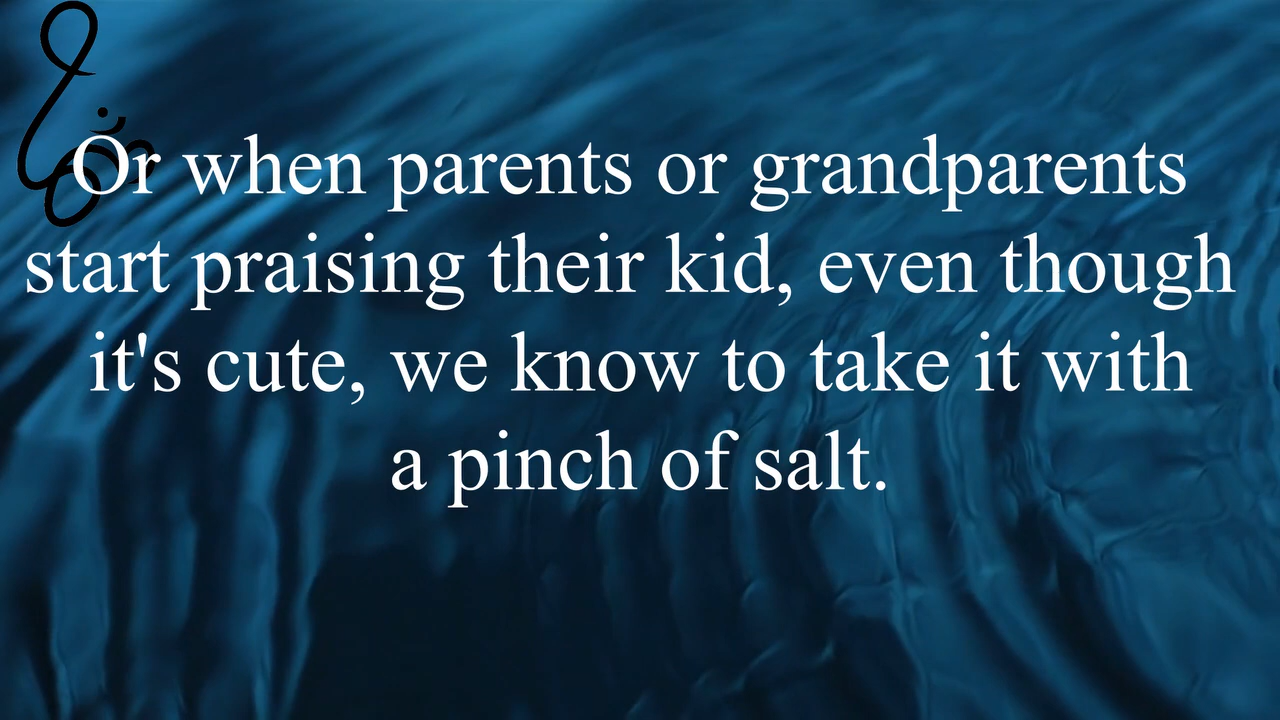 Or when parents or grandparents
start praising their kid, even though
it's cute, we know to take it with
a pinch of salt.